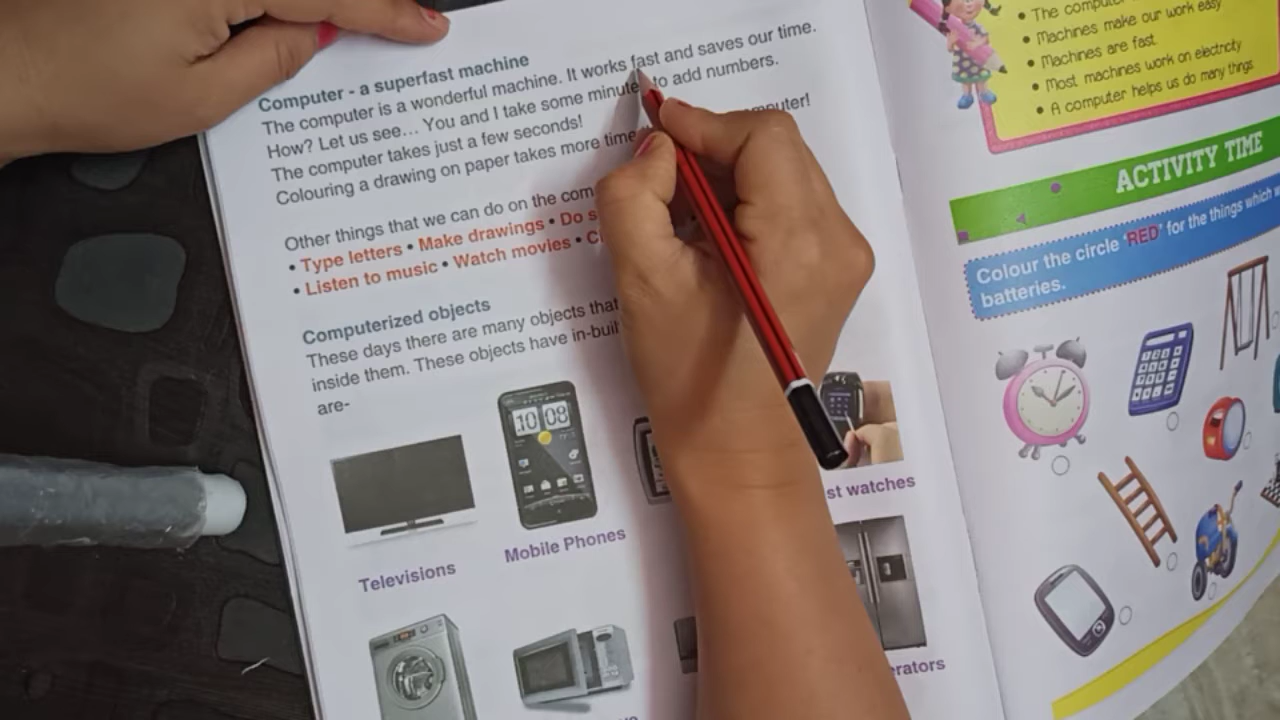 Computer - a superfast machine
The computer is a wonderful machine. It works fast and saves our time.
How? Let us see... You and I take some minute to add numbers.
The computer takes just a few seconds!
Colouring a drawing on paper takes more time
Other things that we can do on the com
• Type letters • Make drawings • Do s
• Listen to music • Watch movies •
Computerized objects
These days there are many objects that
inside them. These objects have in-buil
are-
10 08
Televisions
Mobile Phones
st watches
erators
• The computer
• Machines make our work easy
• Machines are fast.
• Most machines work on electricity
• A computer helps us do many things
ACTIVITY TIME
Colour the circle 'RED' for the things which
batteries.